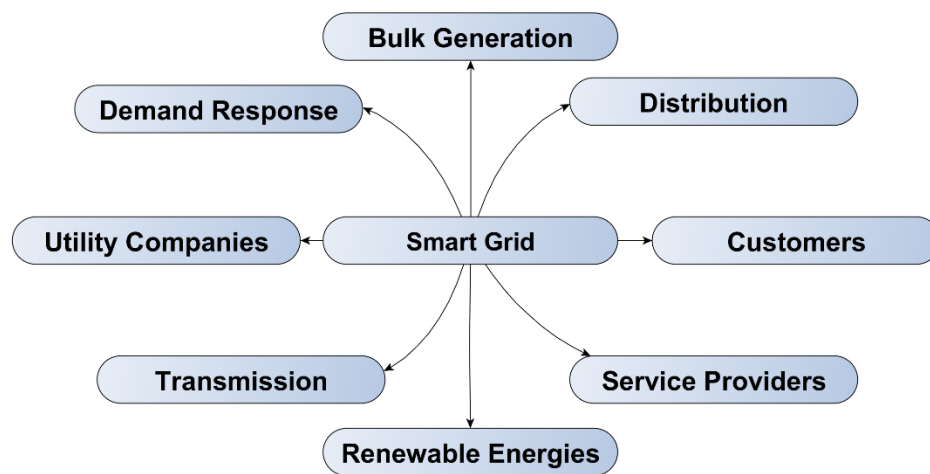 Bulk Generation
Demand Response
Distribution
Utility Companies
Smart Grid
Customers
Transmission
Service Providers
Renewable Energies